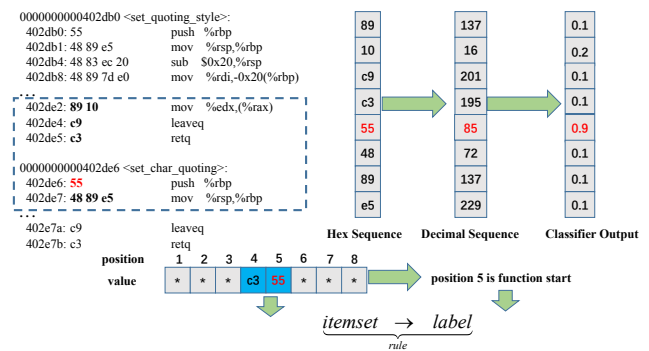 0000000000402db0 <set_quoting_style>:
402db0: 55 push %rbp
402db1: 48 89 e5 mov %rsp,%rbp
402db4: 48 83 ec 20 sub $0x20,%rsp
402db8: 48 89 7d e0 mov %rdi,-0x20(%rbp)
...
402de2: 89 10 mov %edx,(%rax)
402de4: c9 leaveq
402de5: c3 retq
0000000000402de6 <set_char_quoting>:
402de6: 55 push %rbp
402de7: 48 89 e5 mov %rsp,%rbp
...
402e7a: c9 leaveq
402e7b: c3 retq
89 137 0.1
10 16 0.2
c9 201 0.1
c3 195 0.1
55 85 0.9
48 72 0.1
89 137 0.1
e5 229 0.1
Hex Sequence Decimal Sequence Classifier Output
position 1 2 3 4 5 6 7 8
value * * * c3 55 * * *
position 5 is function start
itemset → label
rule